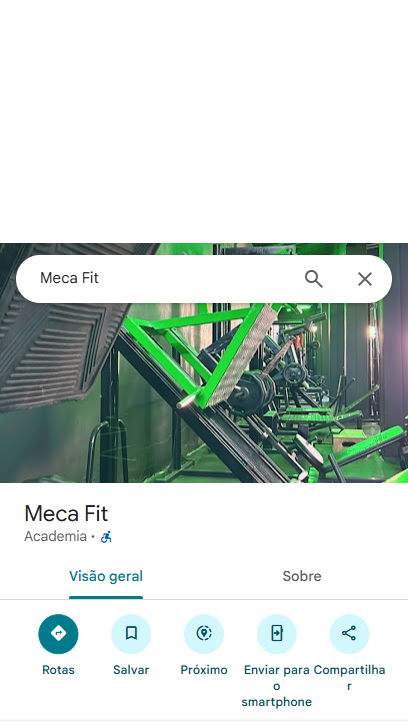 Meca Fit
Meca Fit
Academia •
Visão geral Sobre
Rotas Salvar Próximo Enviar para o smartphone Compartilhar